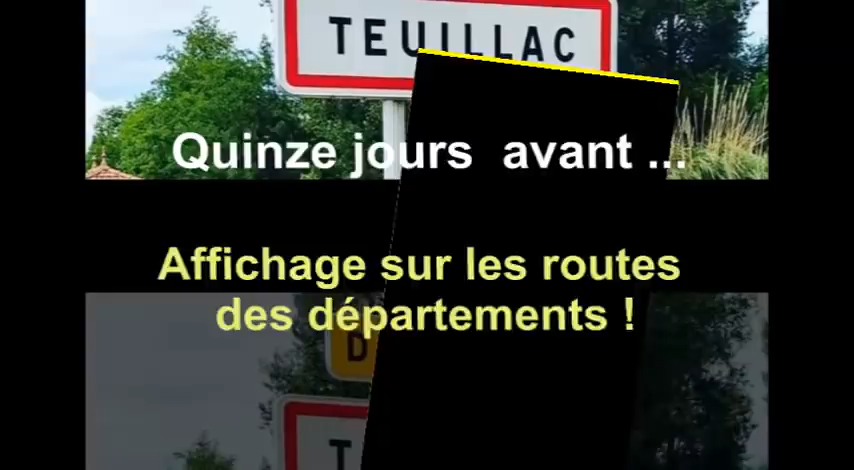 TEUILLAC
Quinze jours avant ...
Affichage sur les routes
des départements !
D
T